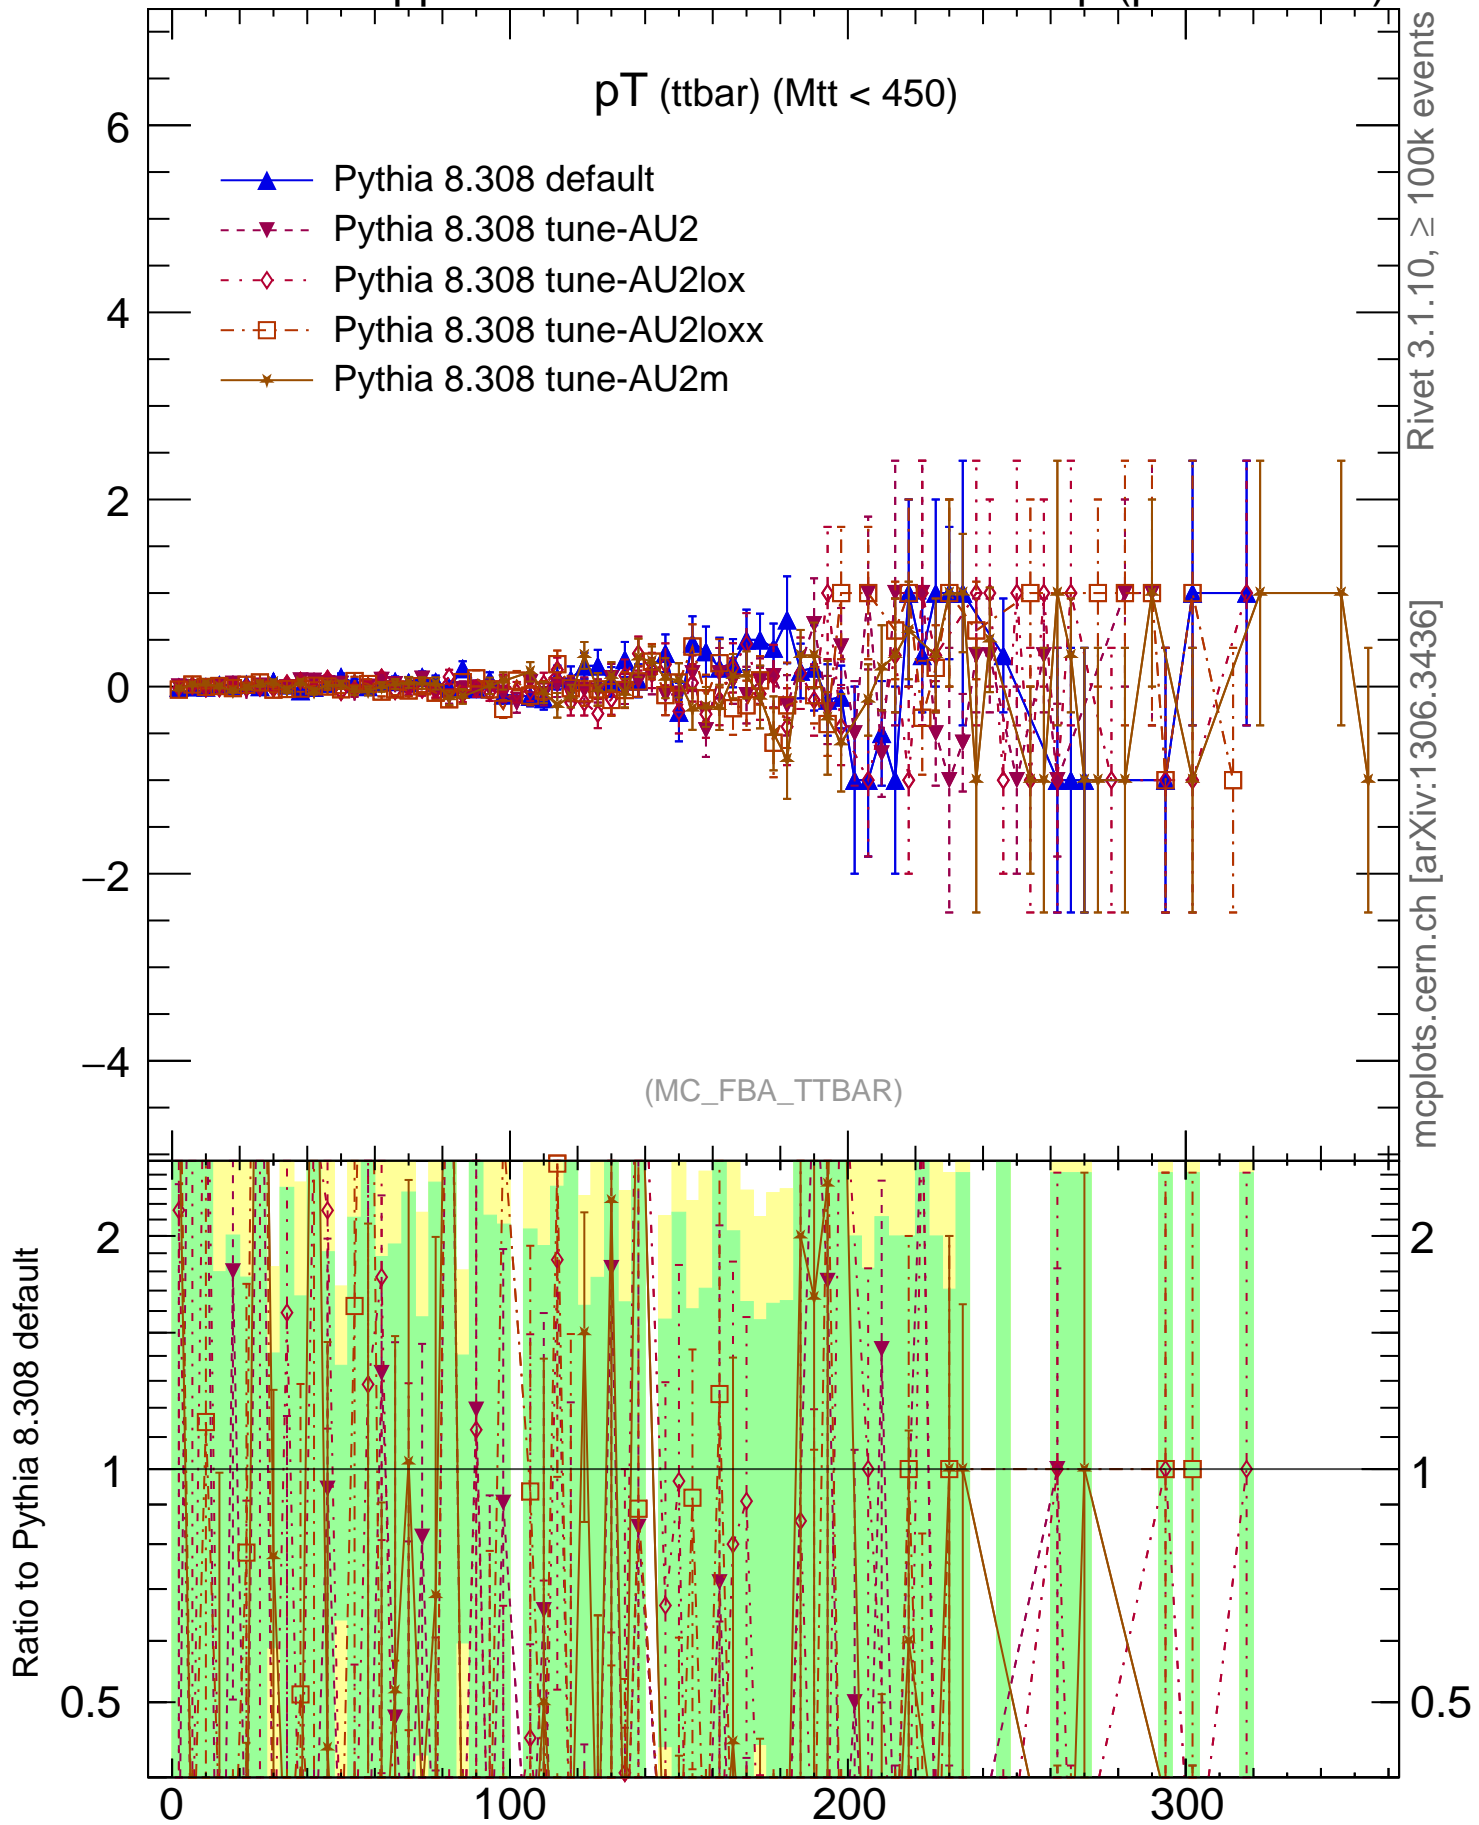 pT (ttbar) (Mtt < 450)
Pythia 8.308 default
Pythia 8.308 tune-AU2
Pythia 8.308 tune-AU2lox
Pythia 8.308 tune-AU2loxx
Pythia 8.308 tune-AU2m
6
4
2
0
−2
−4
(MC_FBA_TTBAR)
Rivet 3.1.10, ≥ 100k events
mcplots.cern.ch [arXiv:1306.3436]
Ratio to Pythia 8.308 default
2
1
0.5
2
1
0.5
0
100
200
300